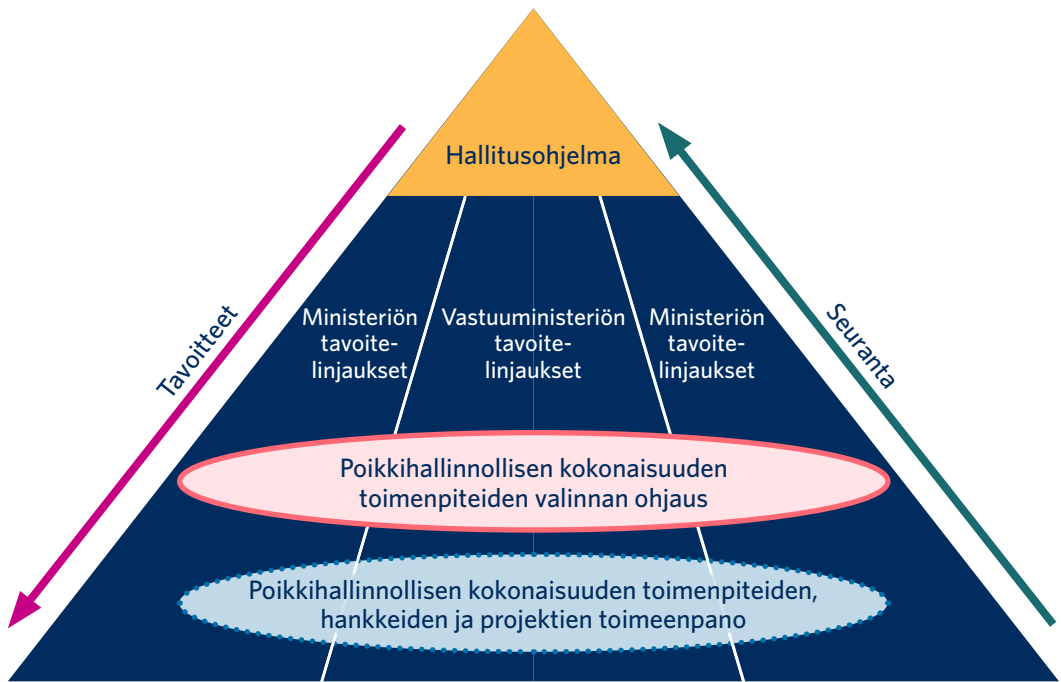 Hallitusohjelma
Tavoitteet
Ministeriön
tavoite-
linjaukset
Vastuuministeriön
tavoite-
linjaukset
Ministeriön
tavoite-
linjaukset
Seuranta
Poikkihallinnollisen kokonaisuuden
toimenpiteiden valinnan ohjaus
Poikkihallinnollisen kokonaisuuden toimenpiteiden,
hankkeiden ja projektien toimeenpano